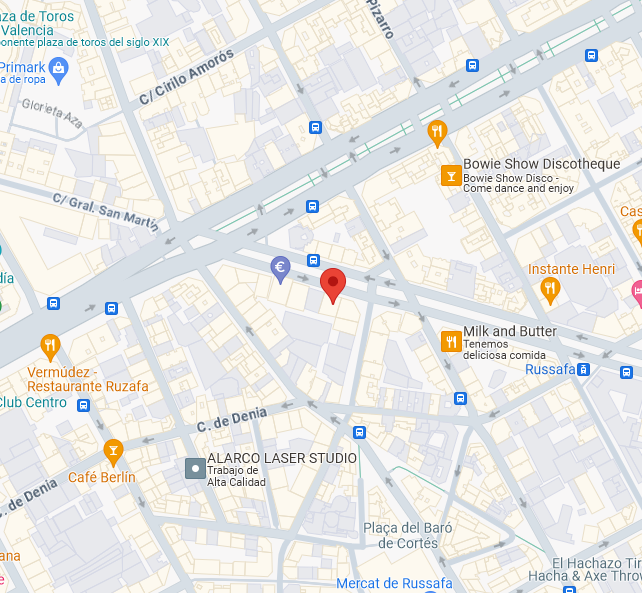 za de Toros
Valencia
onente plaza de toros del siglo XIX
Primark
a de ropa
Glorieta Aza
C/ Cirilo Amorós
Pizarro
Bowie Show Discotheque
Bowie Show Disco -
Come dance and enjoy
C/ Gral. San Martín
Cas
día
€
Instante Henri
Milk and Butter
Tenemos
deliciosa comida
Russafa
Vermúdez -
Restaurante Ruzafa
Club Centro
C. de Denia
ALARCO LASER STUDIO
Trabajo de
Alta Calidad
Café Berlín
C. de Denia
Plaça del Baró
de Cortés
ana
e
El Hachazo Tir
Hacha & Axe Throw
Mercat de Russafa